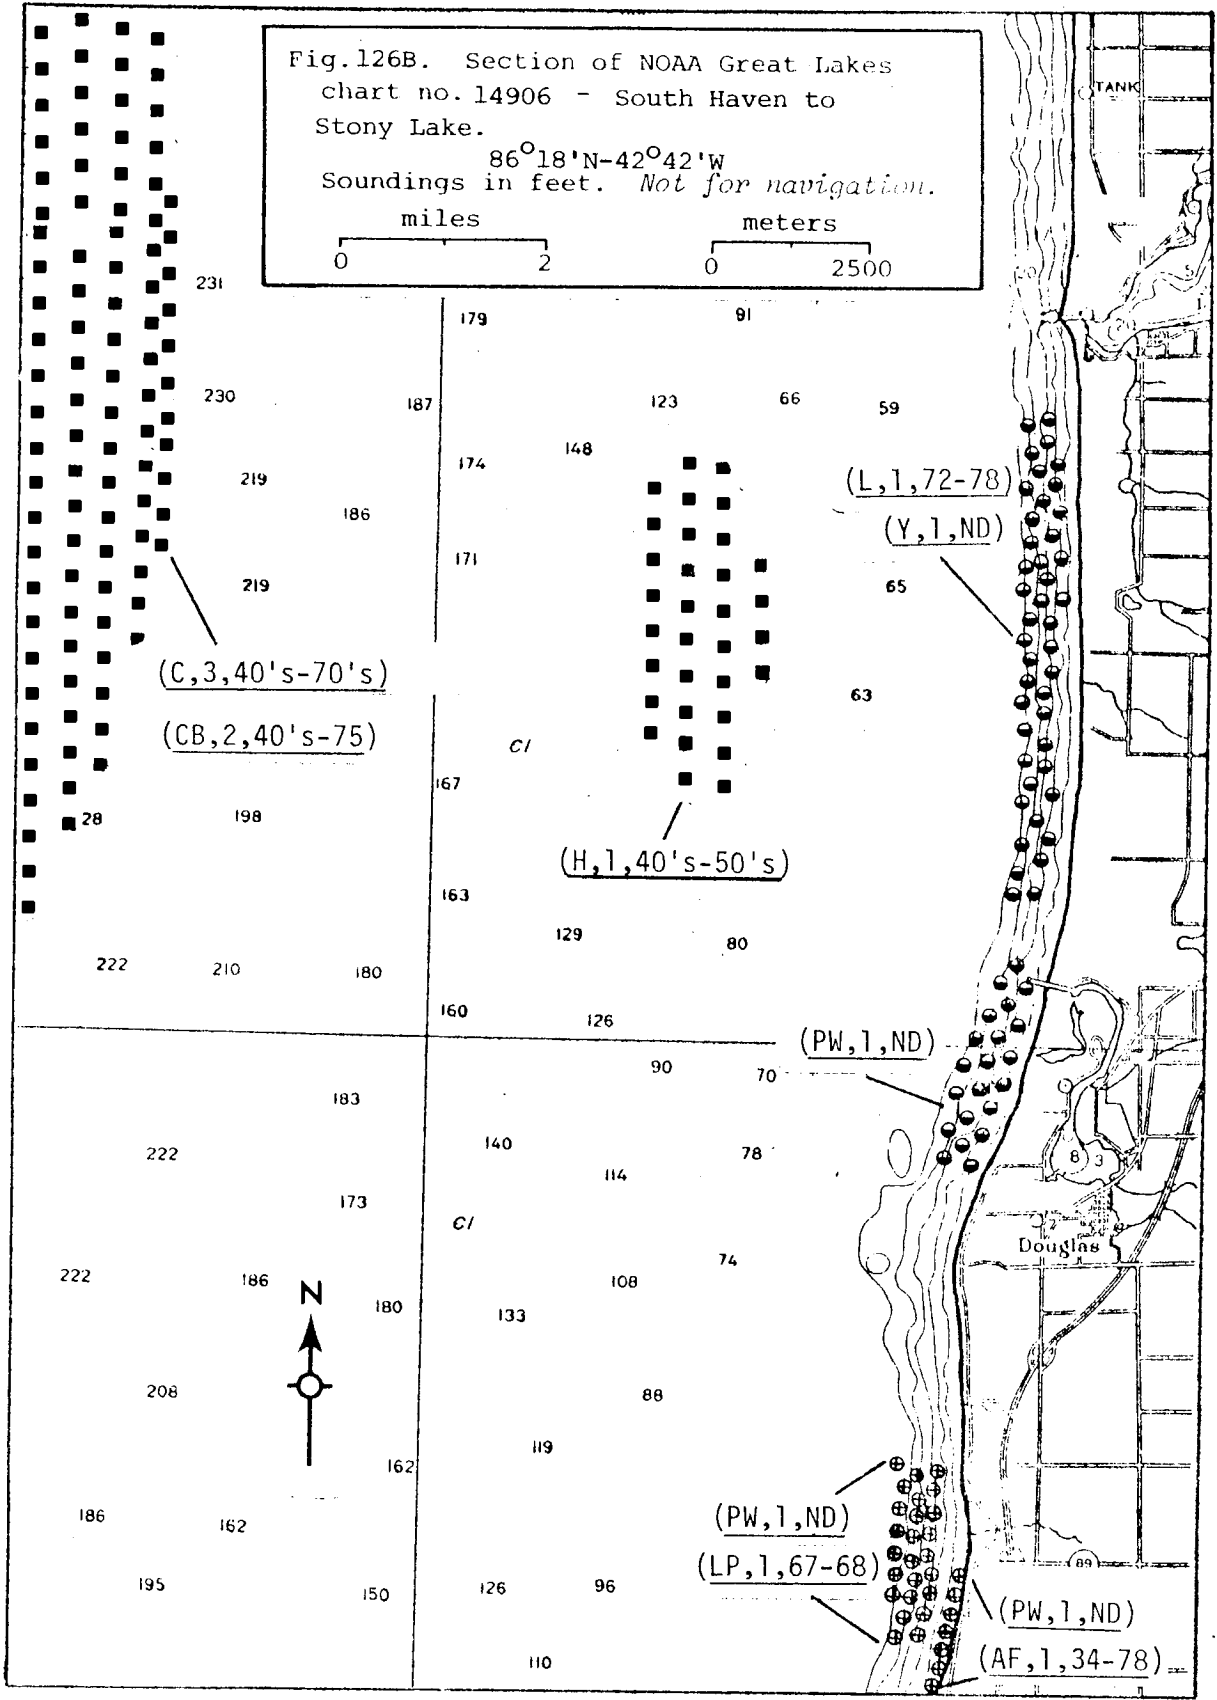 Fig.126B. Section of NOAA Great Lakes
chart no. 14906 - South Haven to
Stony Lake.
86°18'N-42°42'W
Soundings in feet. Not for navigation.
miles
meters
0 2
0 2500
TANK
231
179
91
230
187
123
66
59
148
174
219
186
(L,1,72-78)
(Y,1,ND)
171
219
65
(C,3,40's-70's)
63
(CB,2,40's-75)
Cl
167
28
198
(H,1,40's-50's)
163
129
80
222
210
180
160
126
(PW,1,ND)
90
70
183
140
222
114
78
8
3
173
Cl
Douglas
74
222
186
108
N
180
133
208
88
119
162
186
162
(PW,1,ND)
(LP,1,67-68)
89
195
150
126
96
(PW,1,ND)
110
(AF,1,34-78)